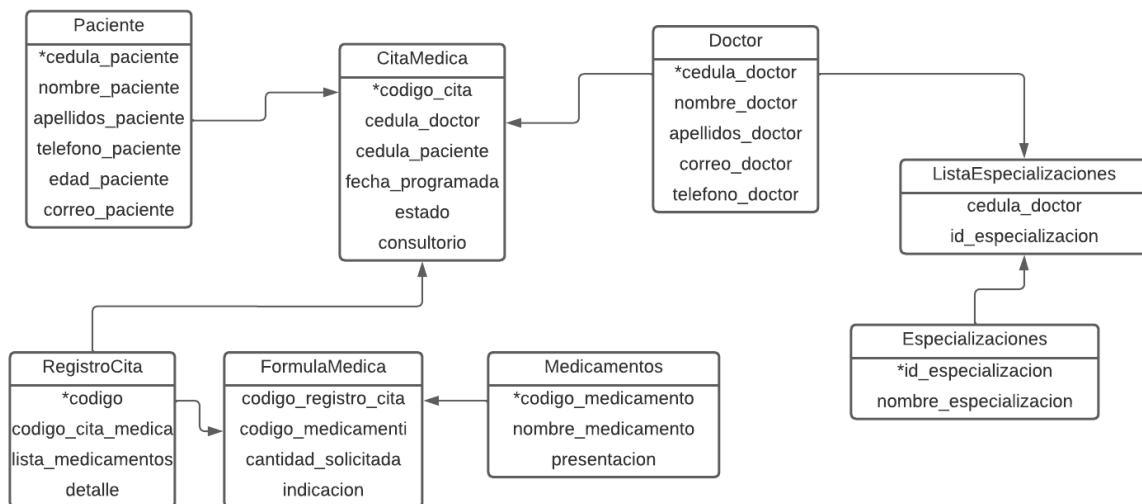 Paciente
*cedula_paciente
nombre_paciente
apellidos_paciente
telefono_paciente
edad_paciente
correo_paciente
CitaMedica
*codigo_cita
cedula_doctor
cedula_paciente
fecha_programada
estado
consultorio
Doctor
*cedula_doctor
nombre_doctor
apellidos_doctor
correo_doctor
telefono_doctor
ListaEspecializaciones
cedula_doctor
id_especializacion
RegistroCita
*codigo
codigo_cita_medica
lista_medicamentos
detalle
FormulaMedica
codigo_registro_cita
codigo_medicamenti
cantidad_solicitada
indicacion
Medicamentos
*codigo_medicamento
nombre_medicamento
presentacion
Especializaciones
*id_especializacion
nombre_especializacion